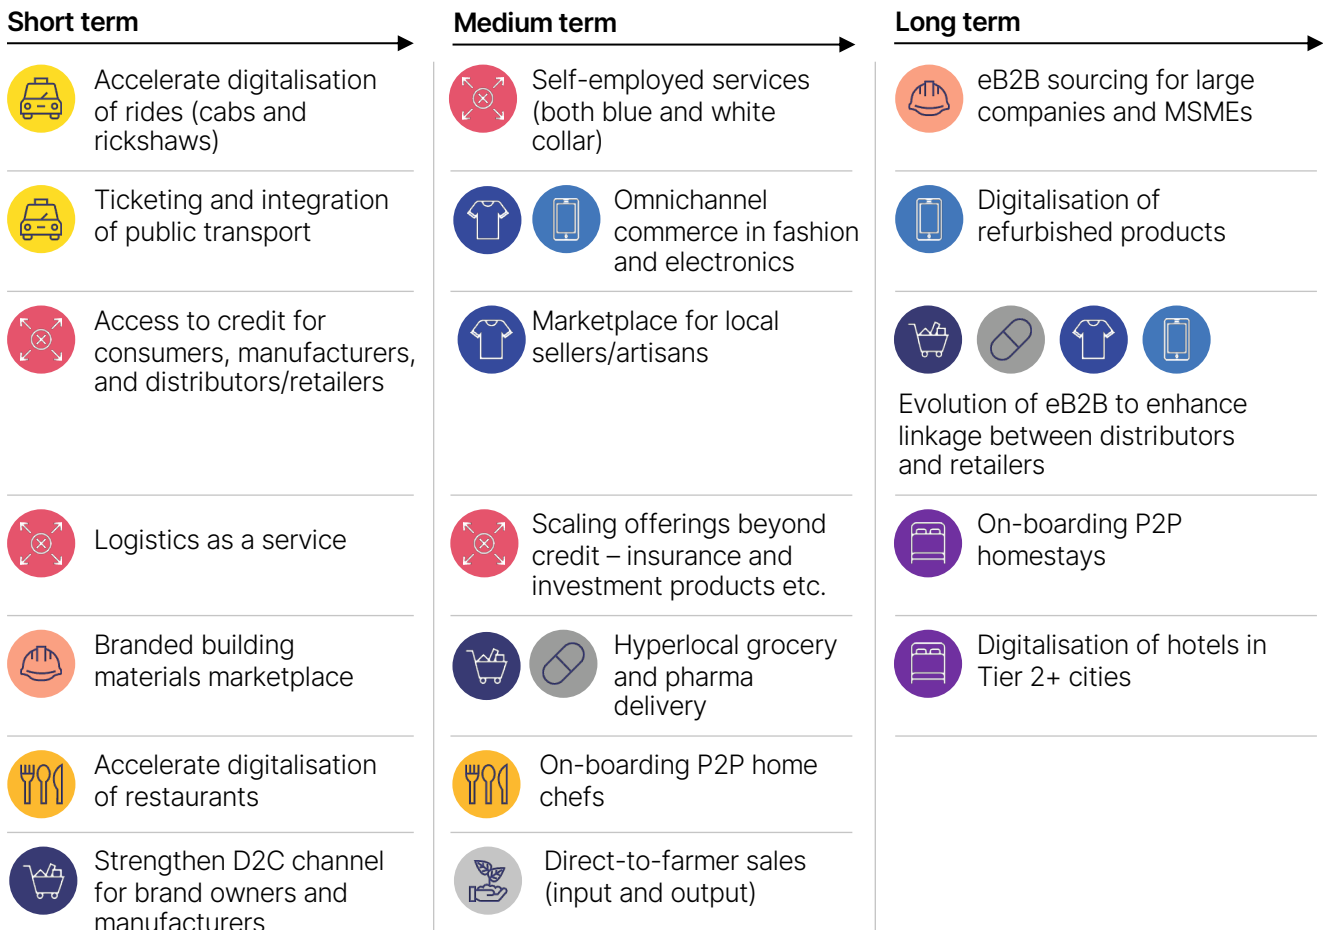 Short term
Accelerate digitalisation
of rides (cabs and
rickshaws)
Ticketing and integration
of public transport
Access to credit for
consumers, manufacturers,
and distributors/retailers
Logistics as a service
Branded building
materials marketplace
Accelerate digitalisation
of restaurants
Strengthen D2C channel
for brand owners and
manufacturers
Medium term
Self-employed services
(both blue and white
collar)
Omnichannel
commerce in fashion
and electronics
Marketplace for local
sellers/artisans
Scaling offerings beyond
credit – insurance and
investment products etc.
Hyperlocal grocery
and pharma
delivery
On-boarding P2P home
chefs
Direct-to-farmer sales
(input and output)
Long term
eB2B sourcing for large
companies and MSMEs
Digitalisation of
refurbished products
Evolution of eB2B to enhance
linkage between distributors
and retailers
On-boarding P2P
homestays
Digitalisation of hotels in
Tier 2+ cities